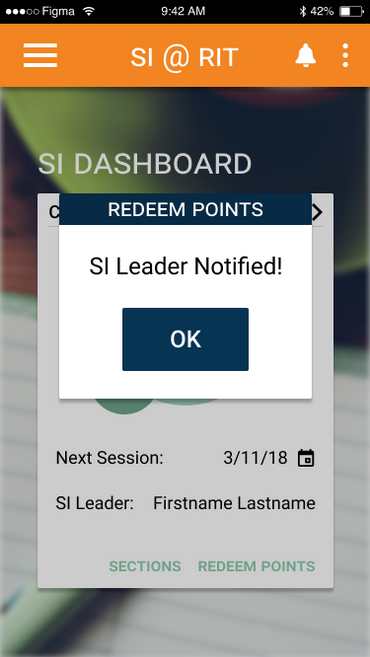 Figma 9:42 AM 42%
SI @ RIT
SI DASHBOARD
C
REDEEM POINTS
SI Leader Notified!
OK
Next Session: 3/11/18
SI Leader: Firstname Lastname
SECTIONS REDEEM POINTS